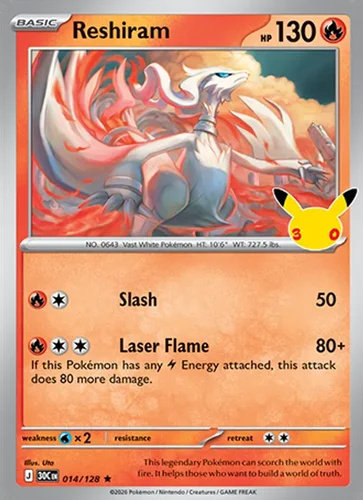 BASIC
Reshiram
HP 130
30
NO. 0643 Vast White Pokémon HT: 10'6" WT: 727.5 lbs.
Slash 50
Laser Flame 80+
If this Pokémon has any Energy attached, this attack
does 80 more damage.
weakness ×2 resistance retreat
Illus. Uta
J 30C EN 014/128 ★
This legendary Pokémon can scorch the world with
fire. It helps those who want to build a world of truth.
©2026 Pokémon / Nintendo / Creatures / GAME FREAK